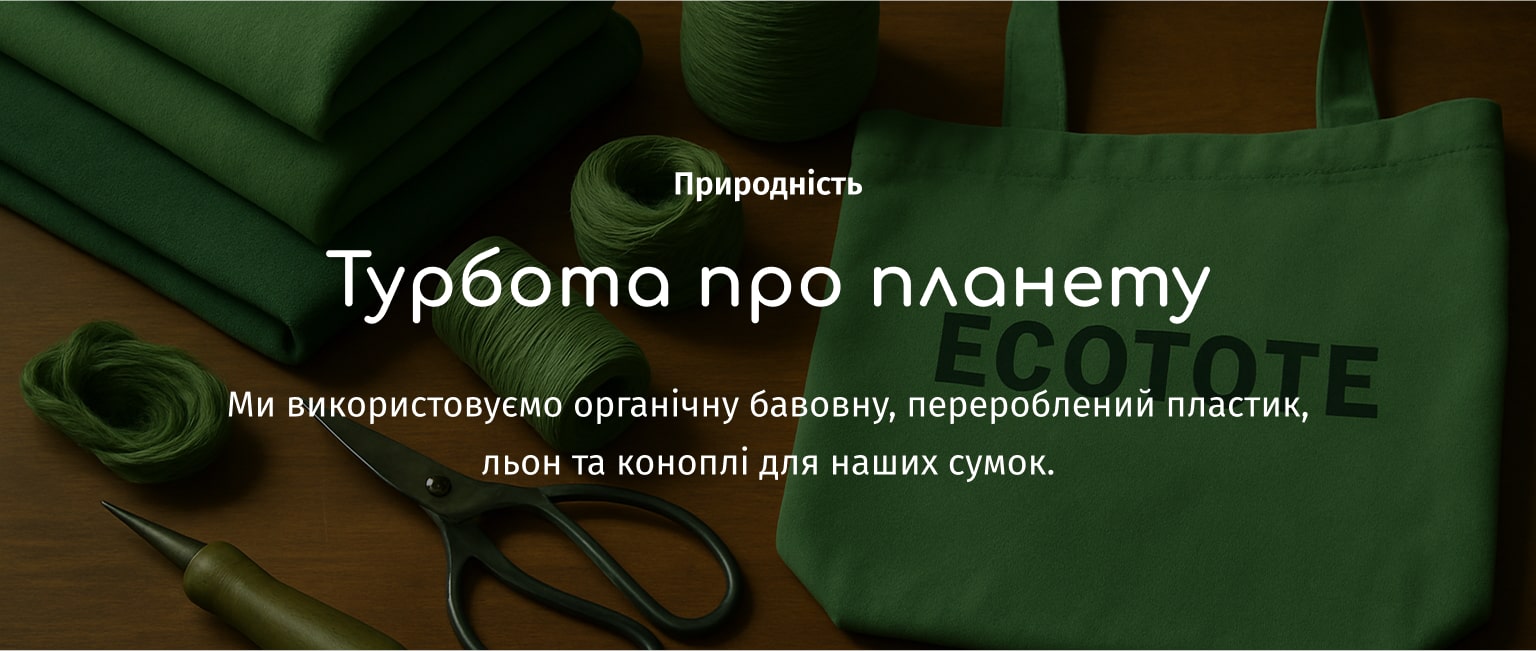 Природність
Турбота про планету
ECOTOTE
Ми використовуємо органічну бавовну, перероблений пластик,
льон та коноплі для наших сумок.